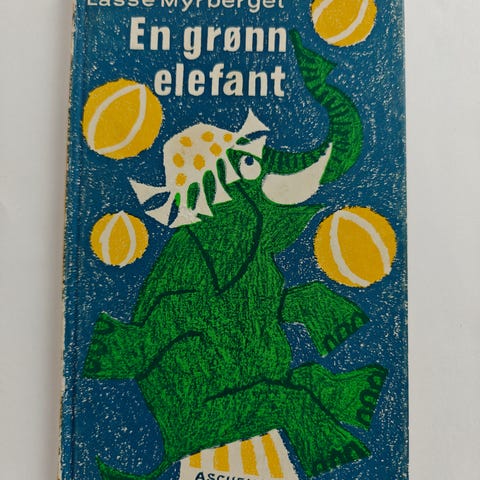 Lasse Myrberget
En grønn
elefant